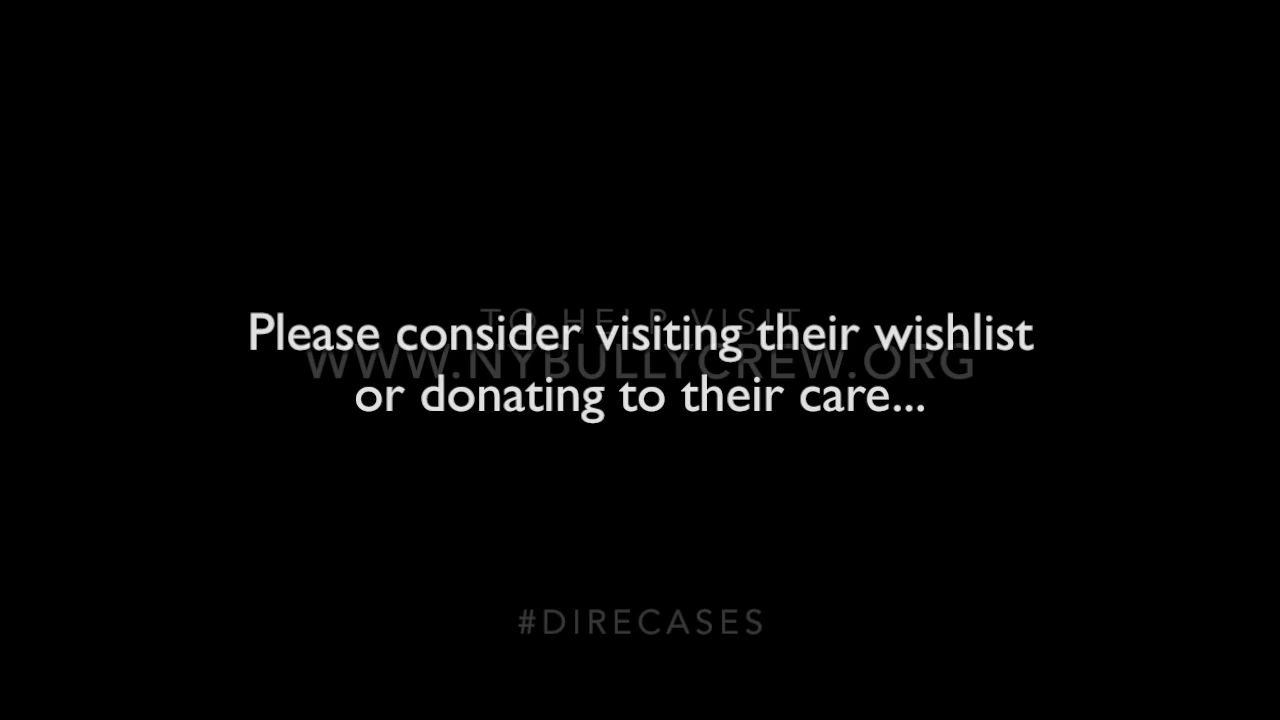 TO HELP VISIT
Please consider visiting their wishlist
WWW.NYBULLYCREW.ORG
or donating to their care...
#DIRECASES